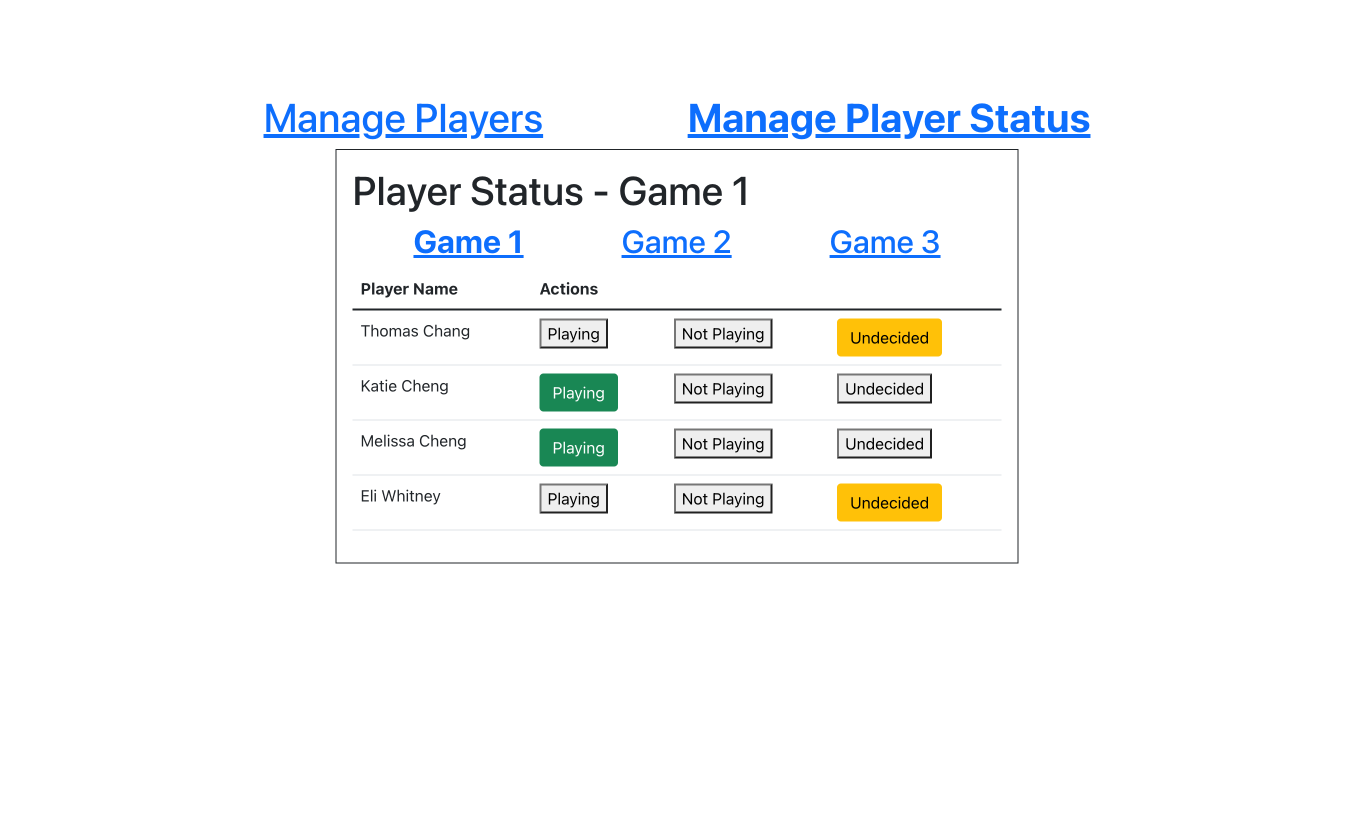 Manage Players Manage Player Status
Player Status - Game 1
Game 1 Game 2 Game 3
Player Name Actions
Thomas Chang Playing Not Playing Undecided
Katie Cheng Playing Not Playing Undecided
Melissa Cheng Playing Not Playing Undecided
Eli Whitney Playing Not Playing Undecided